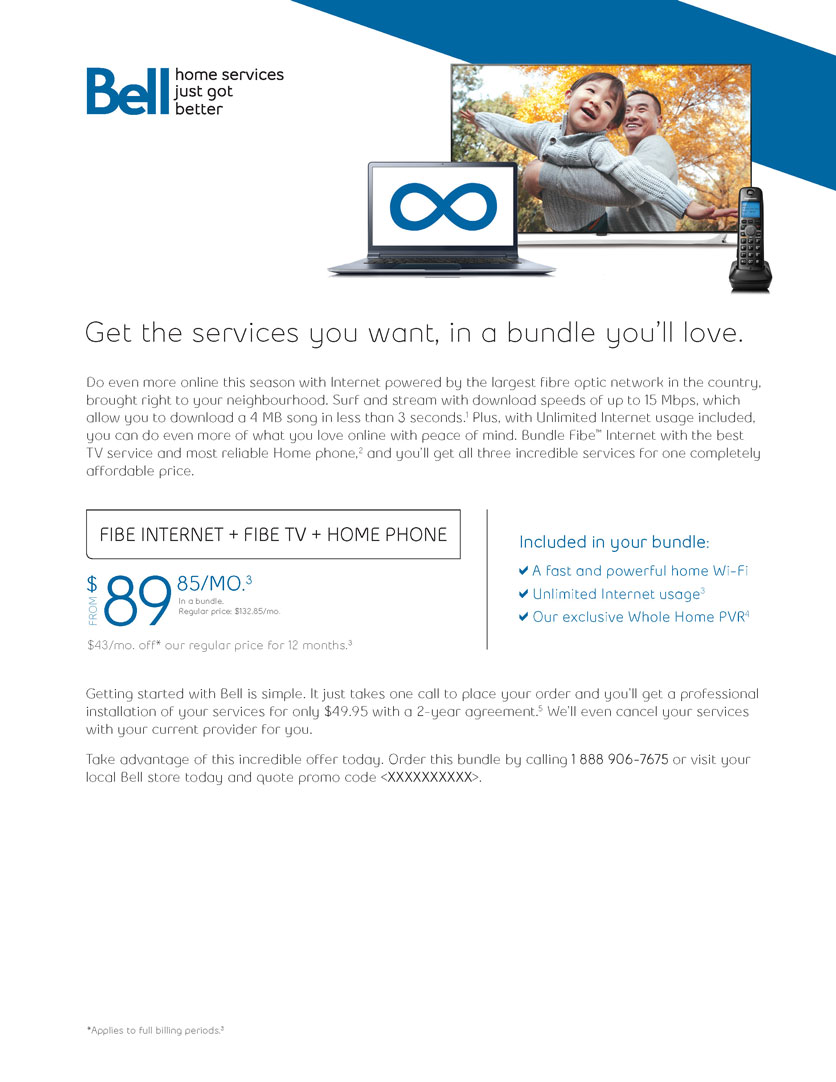 Bell home services
just got
better
Get the services you want, in a bundle you'll love.
Do even more online this season with Internet powered by the largest fibre optic network in the country,
brought right to your neighbourhood. Surf and stream with download speeds of up to 15 Mbps, which
allow you to download a 4 MB song in less than 3 seconds.¹ Plus, with Unlimited Internet usage included,
you can do even more of what you love online with peace of mind. Bundle Fibe™ Internet with the best
TV service and most reliable Home phone,² and you'll get all three incredible services for one completely
affordable price.
FIBE INTERNET + FIBE TV + HOME PHONE
FROM $89 85/MO.³
In a bundle.
Regular price: $132.85/mo.
$43/mo. off* our regular price for 12 months.³
Included in your bundle:
A fast and powerful home Wi-Fi
Unlimited Internet usage³
Our exclusive Whole Home PVR⁴
Getting started with Bell is simple. It just takes one call to place your order and you'll get a professional
installation of your services for only $49.95 with a 2-year agreement.⁵ We'll even cancel your services
with your current provider for you.
Take advantage of this incredible offer today. Order this bundle by calling 1 888 906-7675 or visit your
local Bell store today and quote promo code <XXXXXXXXXX>.
*Applies to full billing periods.²